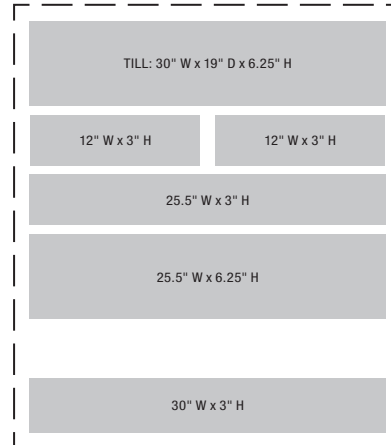 TILL: 30" W x 19" D x 6.25" H
12" W x 3" H
12" W x 3" H
25.5" W x 3" H
25.5" W x 6.25" H
30" W x 3" H